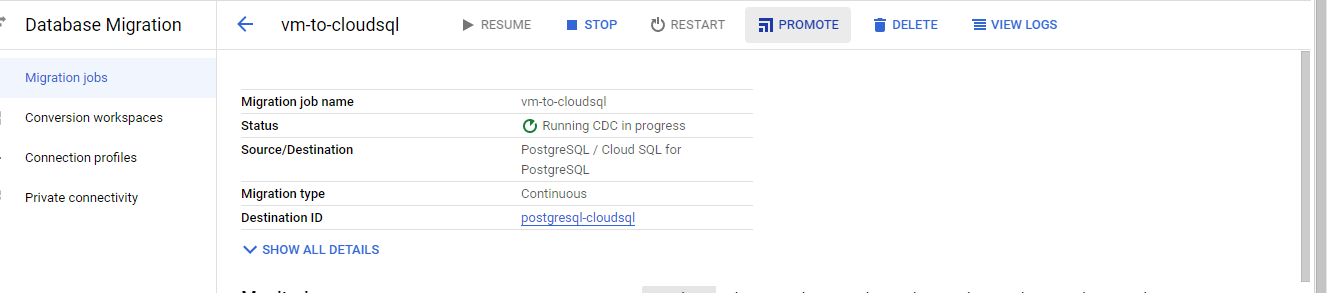 Database Migration
vm-to-cloudsql
RESUME
STOP
RESTART
PROMOTE
DELETE
VIEW LOGS
Migration jobs
Conversion workspaces
Connection profiles
Private connectivity
Migration job name vm-to-cloudsql
Status Running CDC in progress
Source/Destination PostgreSQL / Cloud SQL for
PostgreSQL
Migration type Continuous
Destination ID postgresql-cloudsql
SHOW ALL DETAILS